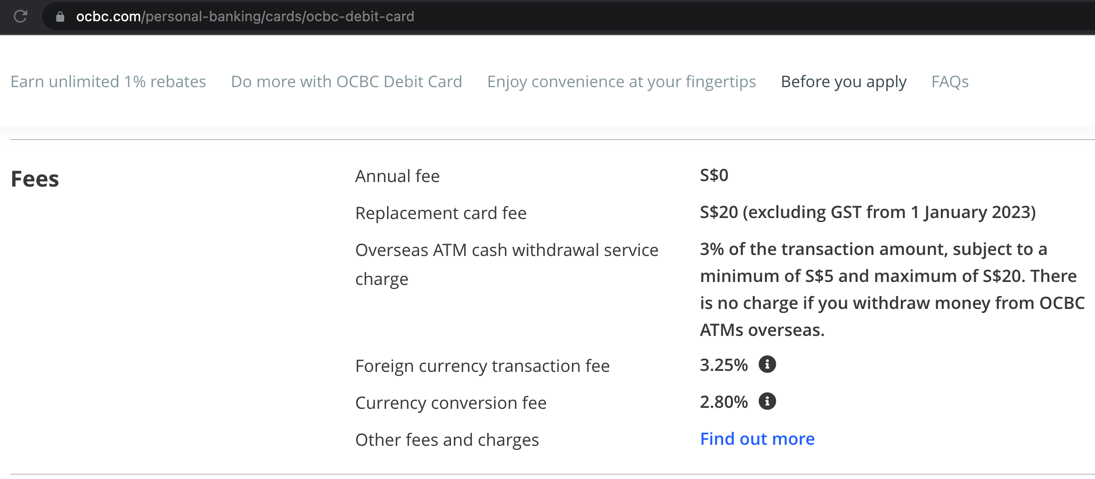 ocbc.com/personal-banking/cards/ocbc-debit-card
Earn unlimited 1% rebates Do more with OCBC Debit Card Enjoy convenience at your fingertips Before you apply FAQs
Fees
Annual fee S$0
Replacement card fee S$20 (excluding GST from 1 January 2023)
Overseas ATM cash withdrawal service
charge
3% of the transaction amount, subject to a
minimum of S$5 and maximum of S$20. There
is no charge if you withdraw money from OCBC
ATMs overseas.
Foreign currency transaction fee 3.25%
Currency conversion fee 2.80%
Other fees and charges Find out more